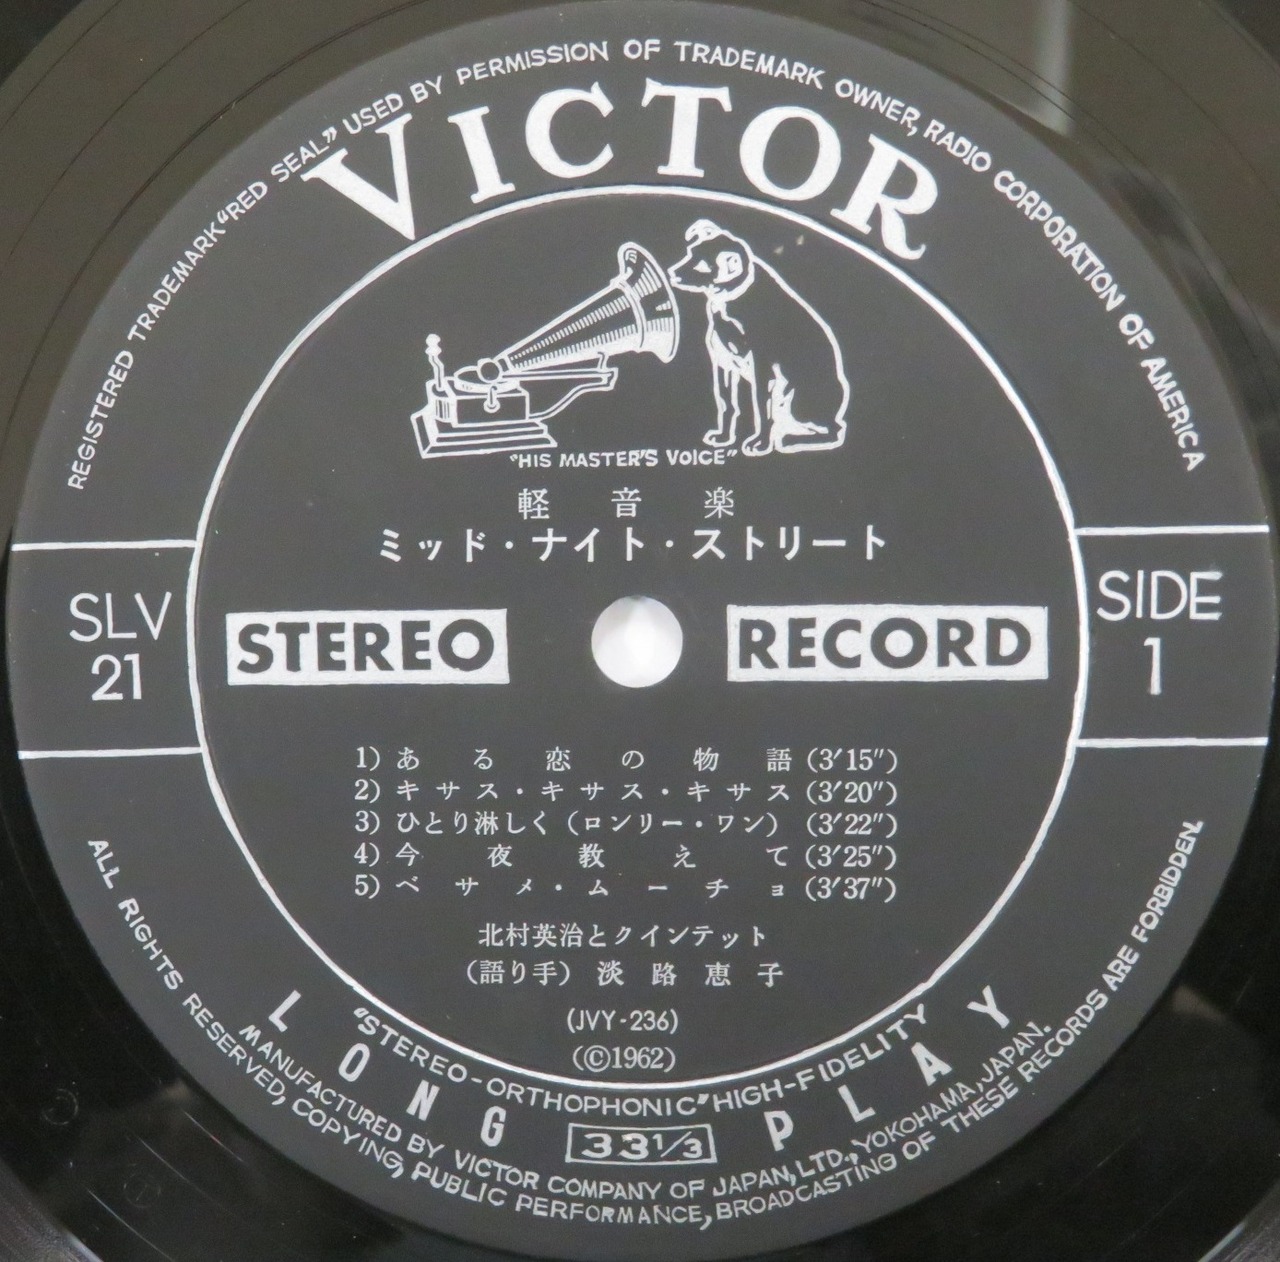 REGISTERED TRADEMARK "RED SEAL" USED BY PERMISSION OF TRADEMARK OWNER, RADIO CORPORATION OF AMERICA
VICTOR
"HIS MASTER'S VOICE"
軽音楽
ミッド・ナイト・ストリート
SLV
21
STEREO RECORD
SIDE
1
1) ある恋の物語 (3′15″)
2) キサス・キサス・キサス (3′20″)
3) ひとり淋しく (ロンリー・ワン) (3′22″)
4) 今夜教えて (3′25″)
5) ベサメ・ムーチョ (3′37″)
北村英治とクインテット
(語り手) 淡路恵子
(JVY-236)
(©1962)
"STEREO-ORTHOPHONIC" HIGH-FIDELITY
LONG 33 1/3 PLAY
MANUFACTURED BY VICTOR COMPANY OF JAPAN, LTD., YOKOHAMA, JAPAN.
ALL RIGHTS RESERVED, COPYING, PUBLIC PERFORMANCE, BROADCASTING OF THESE RECORDS ARE FORBIDDEN.